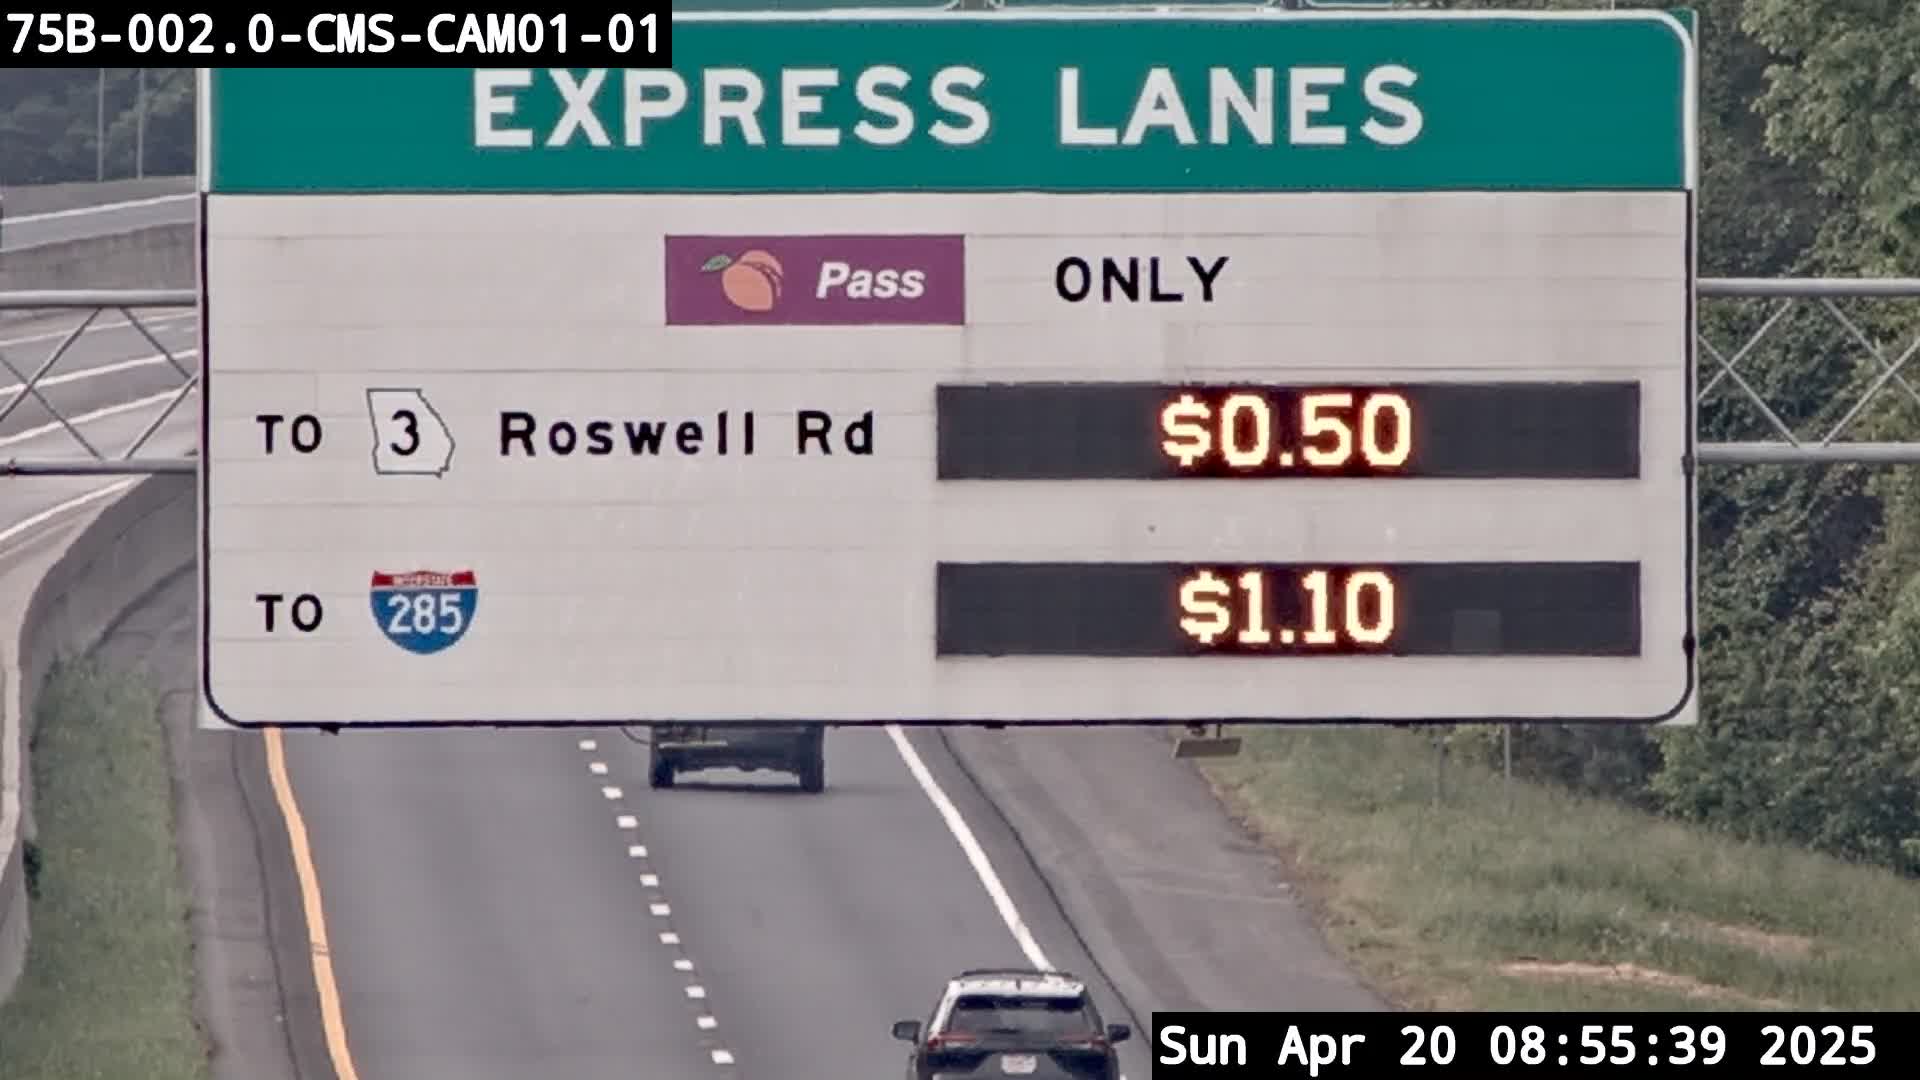 75B-002.0-CMS-CAM01-01
EXPRESS LANES
Pass ONLY
TO 3 Roswell Rd $0.50
INTERSTATE
TO 285 $1.10
Sun Apr 20 08:55:39 2025